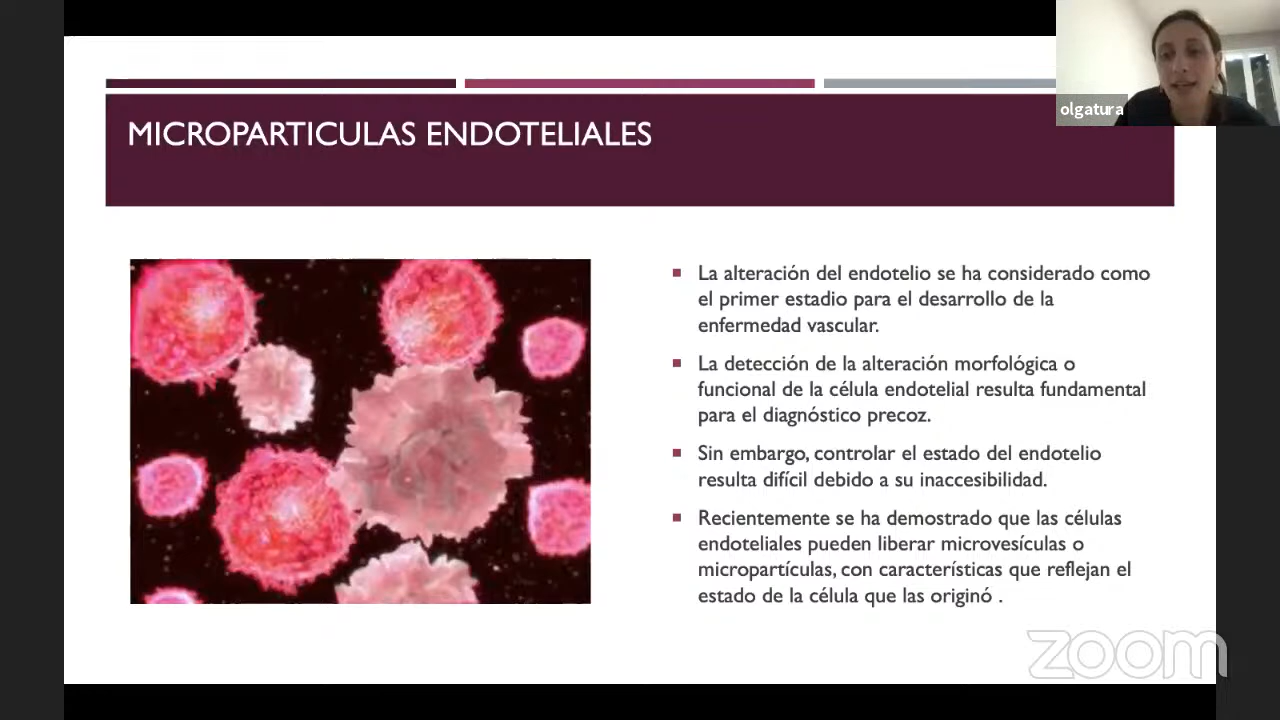 olgatura
MICROPARTICULAS ENDOTELIALES
La alteración del endotelio se ha considerado como
el primer estadio para el desarrollo de la
enfermedad vascular.
La detección de la alteración morfológica o
funcional de la célula endotelial resulta fundamental
para el diagnóstico precoz.
Sin embargo, controlar el estado del endotelio
resulta difícil debido a su inaccesibilidad.
Recientemente se ha demostrado que las células
endoteliales pueden liberar microvesículas o
micropartículas, con características que reflejan el
estado de la célula que las originó .
zoom